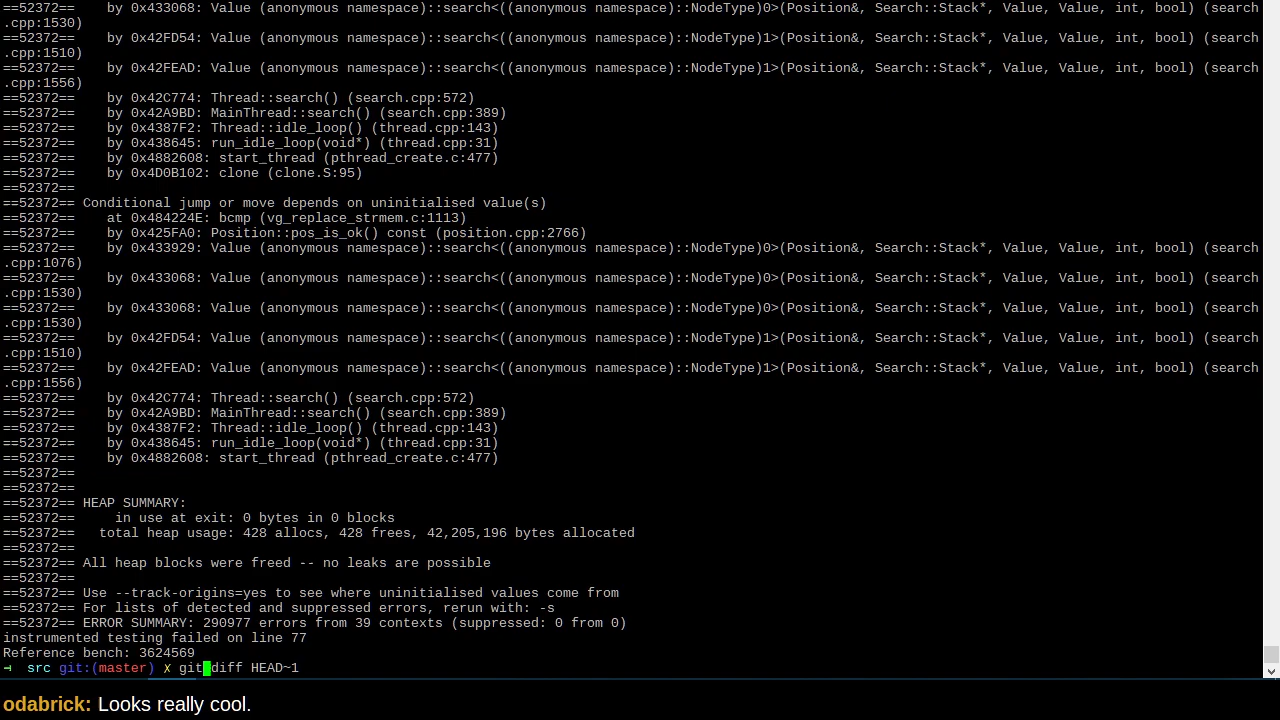 ==52372==    by 0x433068: Value (anonymous namespace)::search<((anonymous namespace)::NodeType)0>(Position&, Search::Stack*, Value, Value, int, bool) (search
.cpp:1530)
==52372==    by 0x42FD54: Value (anonymous namespace)::search<((anonymous namespace)::NodeType)1>(Position&, Search::Stack*, Value, Value, int, bool) (search
.cpp:1510)
==52372==    by 0x42FEAD: Value (anonymous namespace)::search<((anonymous namespace)::NodeType)1>(Position&, Search::Stack*, Value, Value, int, bool) (search
.cpp:1556)
==52372==    by 0x42C774: Thread::search() (search.cpp:572)
==52372==    by 0x42A9BD: MainThread::search() (search.cpp:389)
==52372==    by 0x4387F2: Thread::idle_loop() (thread.cpp:143)
==52372==    by 0x438645: run_idle_loop(void*) (thread.cpp:31)
==52372==    by 0x4882608: start_thread (pthread_create.c:477)
==52372==    by 0x4D0B102: clone (clone.S:95)
==52372==
==52372== Conditional jump or move depends on uninitialised value(s)
==52372==    at 0x484224E: bcmp (vg_replace_strmem.c:1113)
==52372==    by 0x425FA0: Position::pos_is_ok() const (position.cpp:2766)
==52372==    by 0x433929: Value (anonymous namespace)::search<((anonymous namespace)::NodeType)0>(Position&, Search::Stack*, Value, Value, int, bool) (search
.cpp:1076)
==52372==    by 0x433068: Value (anonymous namespace)::search<((anonymous namespace)::NodeType)0>(Position&, Search::Stack*, Value, Value, int, bool) (search
.cpp:1530)
==52372==    by 0x433068: Value (anonymous namespace)::search<((anonymous namespace)::NodeType)0>(Position&, Search::Stack*, Value, Value, int, bool) (search
.cpp:1530)
==52372==    by 0x42FD54: Value (anonymous namespace)::search<((anonymous namespace)::NodeType)1>(Position&, Search::Stack*, Value, Value, int, bool) (search
.cpp:1510)
==52372==    by 0x42FEAD: Value (anonymous namespace)::search<((anonymous namespace)::NodeType)1>(Position&, Search::Stack*, Value, Value, int, bool) (search
.cpp:1556)
==52372==    by 0x42C774: Thread::search() (search.cpp:572)
==52372==    by 0x42A9BD: MainThread::search() (search.cpp:389)
==52372==    by 0x4387F2: Thread::idle_loop() (thread.cpp:143)
==52372==    by 0x438645: run_idle_loop(void*) (thread.cpp:31)
==52372==    by 0x4882608: start_thread (pthread_create.c:477)
==52372==
==52372==
==52372== HEAP SUMMARY:
==52372==     in use at exit: 0 bytes in 0 blocks
==52372==   total heap usage: 428 allocs, 428 frees, 42,205,196 bytes allocated
==52372==
==52372== All heap blocks were freed -- no leaks are possible
==52372==
==52372== Use --track-origins=yes to see where uninitialised values come from
==52372== For lists of detected and suppressed errors, rerun with: -s
==52372== ERROR SUMMARY: 290977 errors from 39 contexts (suppressed: 0 from 0)
instrumented testing failed on line 77
Reference bench: 3624569
⊣  src git:(master) ✗ git diff HEAD~1
odabrick: Looks really cool.